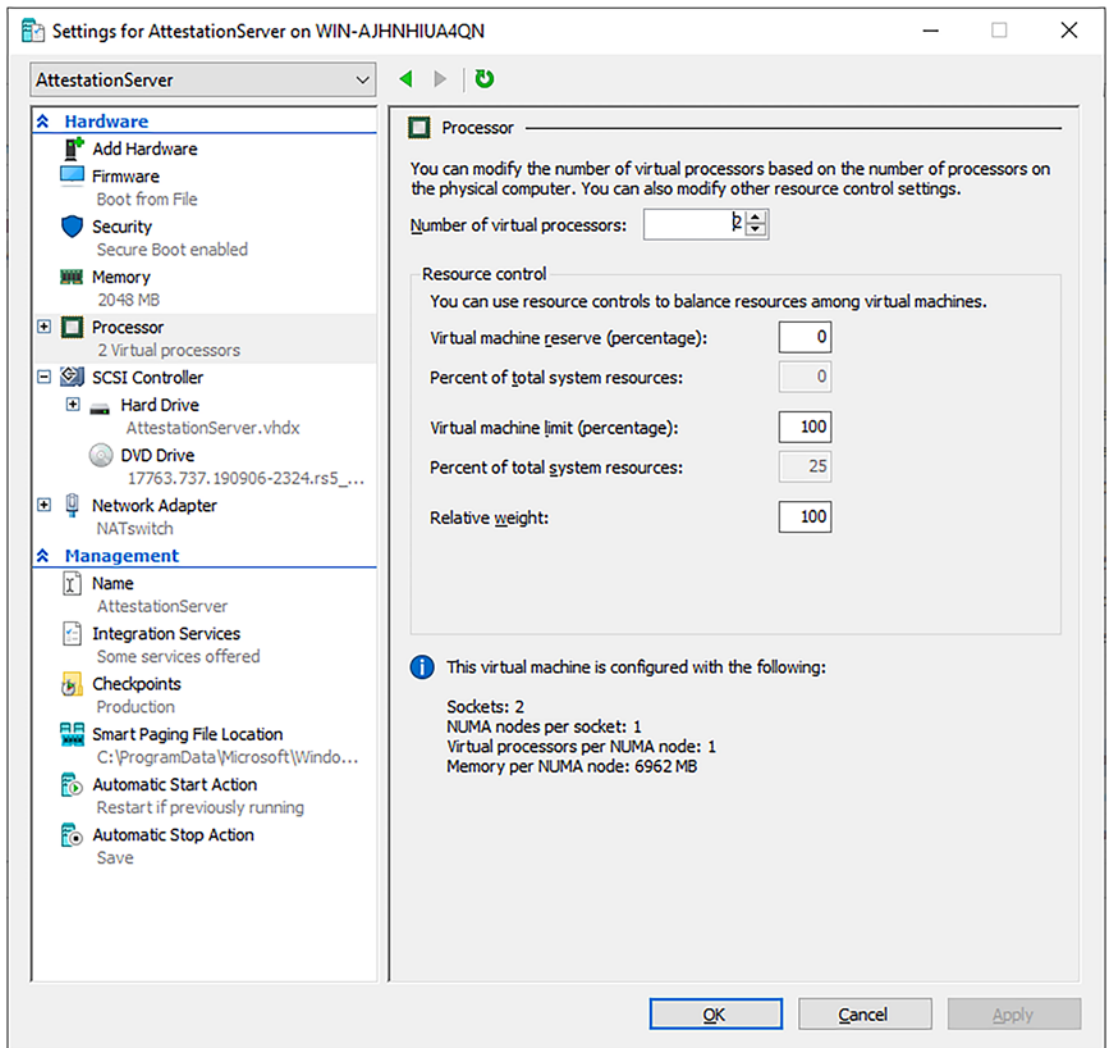 Settings for AttestationServer on WIN-AJHNHIUA4QN
AttestationServer
Hardware
Add Hardware
Firmware
Boot from File
Security
Secure Boot enabled
Memory
2048 MB
Processor
2 Virtual processors
SCSI Controller
Hard Drive
AttestationServer.vhdx
DVD Drive
17763.737.190906-2324.rs5_...
Network Adapter
NATswitch
Management
Name
AttestationServer
Integration Services
Some services offered
Checkpoints
Production
Smart Paging File Location
C:\ProgramData\Microsoft\Windo...
Automatic Start Action
Restart if previously running
Automatic Stop Action
Save
Processor
You can modify the number of virtual processors based on the number of processors on
the physical computer. You can also modify other resource control settings.
Number of virtual processors: 2
Resource control
You can use resource controls to balance resources among virtual machines.
Virtual machine reserve (percentage): 0
Percent of total system resources: 0
Virtual machine limit (percentage): 100
Percent of total system resources: 25
Relative weight: 100
This virtual machine is configured with the following:
Sockets: 2
NUMA nodes per socket: 1
Virtual processors per NUMA node: 1
Memory per NUMA node: 6962 MB
OK Cancel Apply